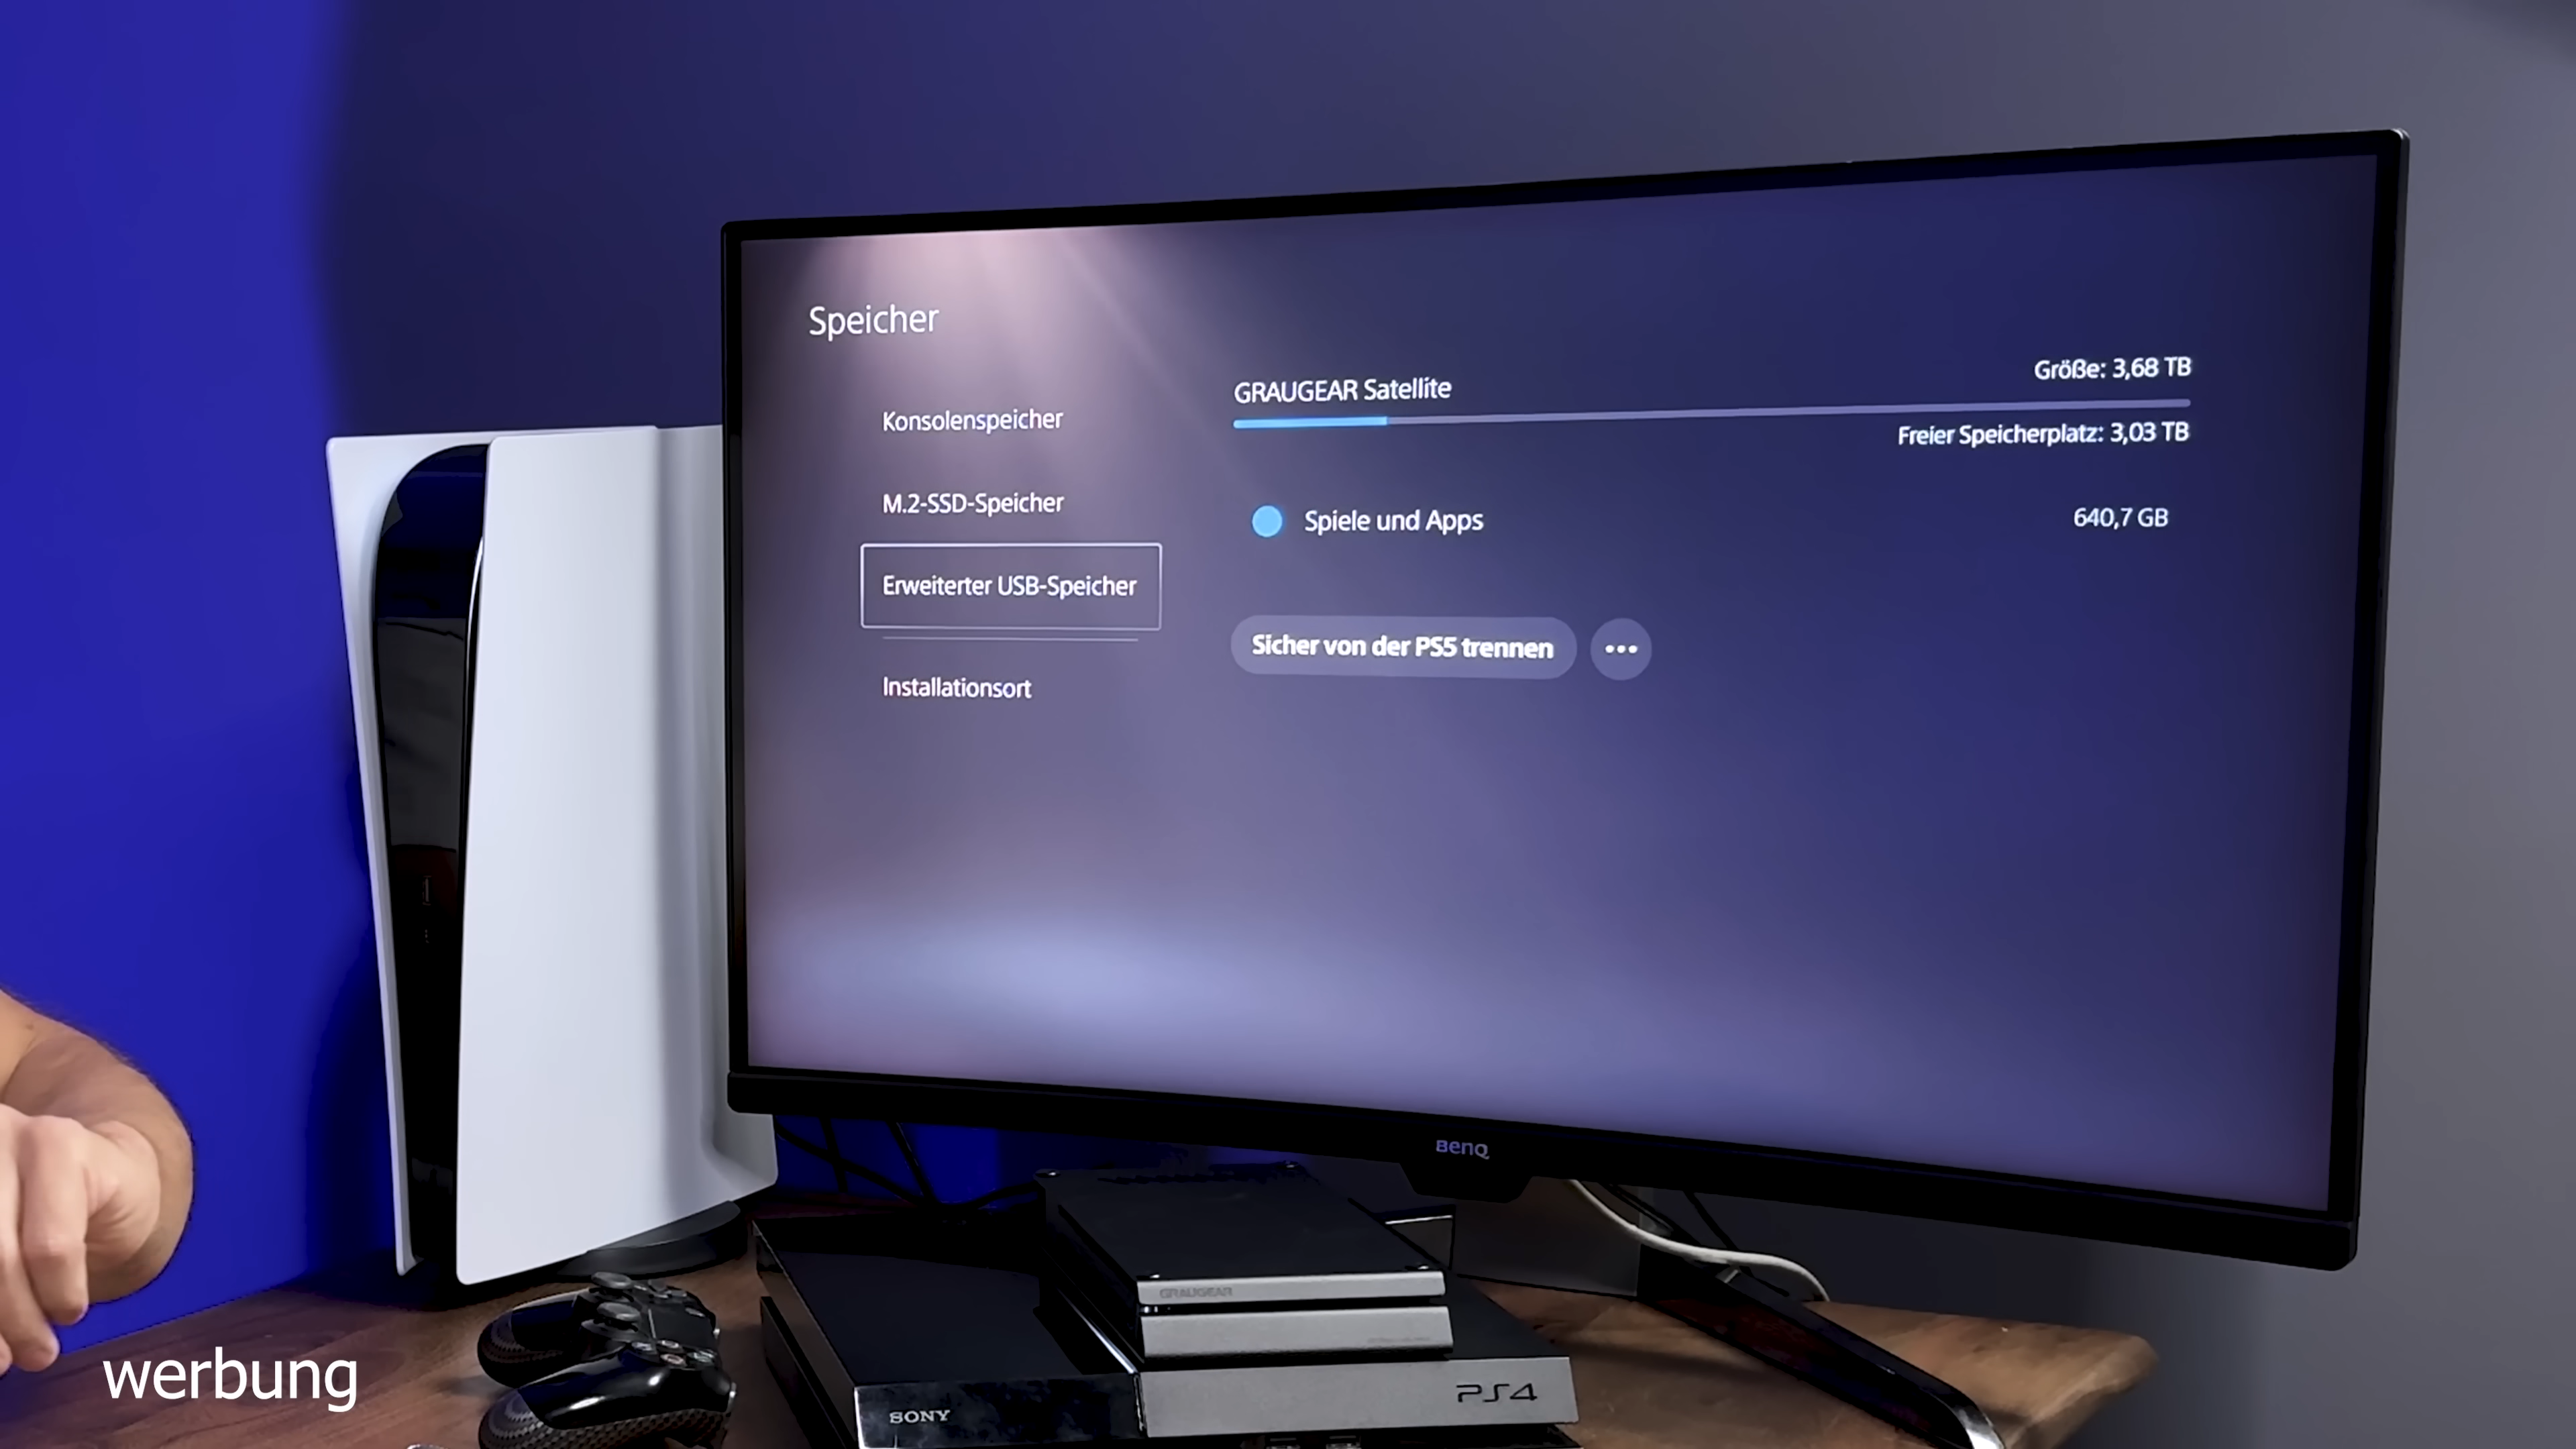 Speicher
Konsolenspeicher
M.2-SSD-Speicher
Erweiterter USB-Speicher
Installationsort
GRAUGEAR Satellite
Größe: 3,68 TB
Freier Speicherplatz: 3,03 TB
Spiele und Apps
640,7 GB
Sicher von der PS5 trennen
BenQ
GRAUGEAR
SONY
PS4
werbung